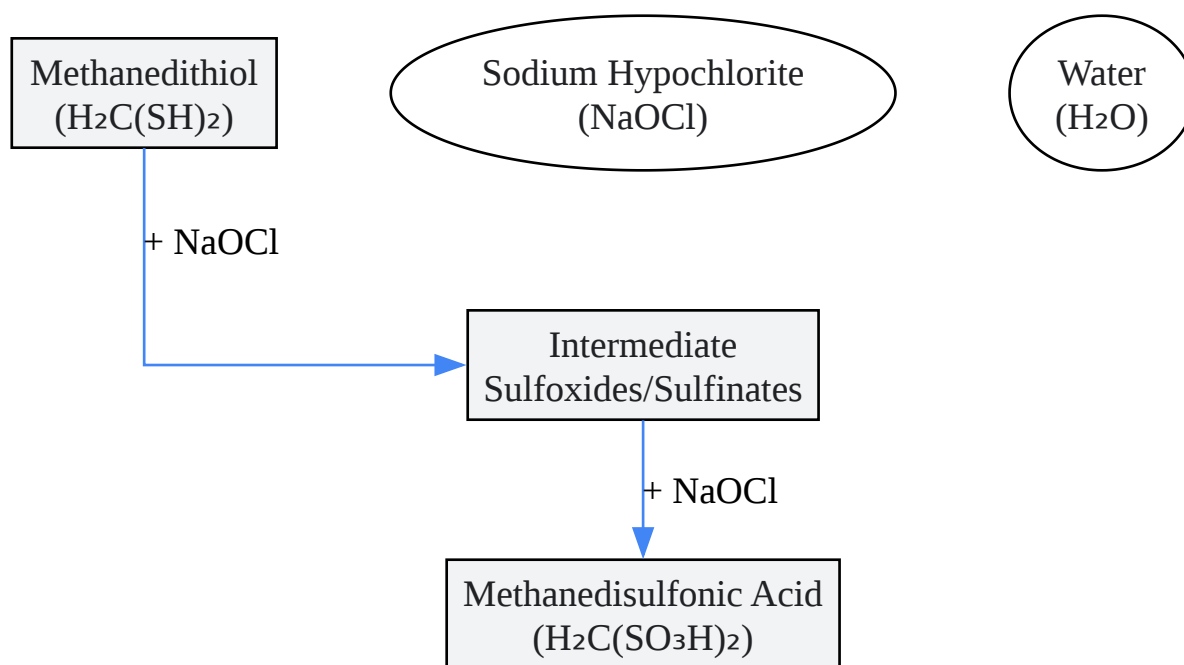 Methanedithiol
(H₂C(SH)₂)
Sodium Hypochlorite
(NaOCl)
Water
(H₂O)
+ NaOCl
Intermediate
Sulfoxides/Sulfinates
+ NaOCl
Methanedisulfonic Acid
(H₂C(SO₃H)₂)